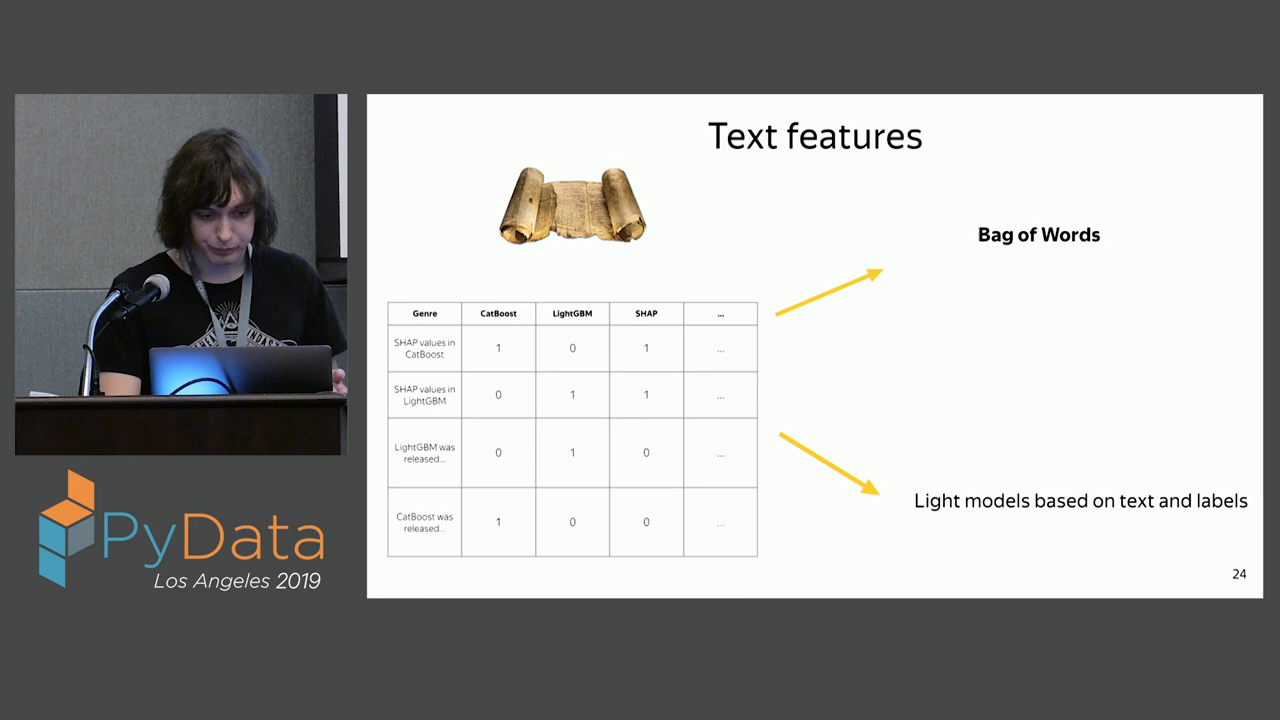 Text features
Bag of Words
Genre CatBoost LightGBM SHAP ...
SHAP values in
CatBoost
1 0 1 ...
SHAP values in
LightGBM
0 1 1 ...
LightGBM was
released...
0 1 0 ...
CatBoost was
released...
1 0 0 ...
Light models based on text and labels
24
PyData
Los Angeles 2019